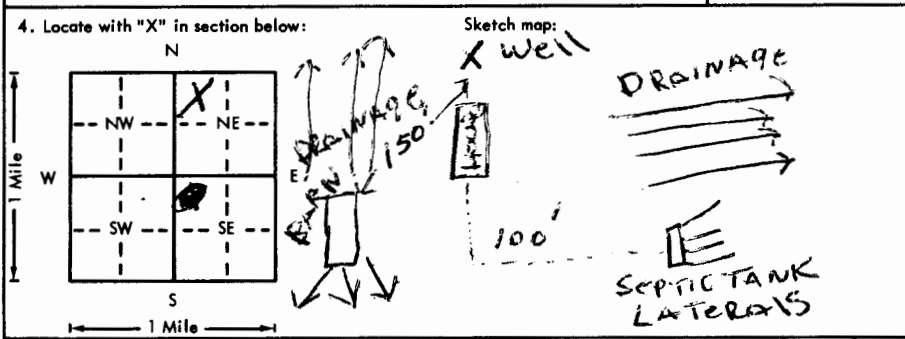 4. Locate with "X" in section below:
Sketch map:
N
X Well
X
NW
NE
W
E
1 Mile
SW
SE
S
1 Mile
DRAINAGE
150'
BARN
DRAINAGE
100'
SEPTIC TANK
LATERALS